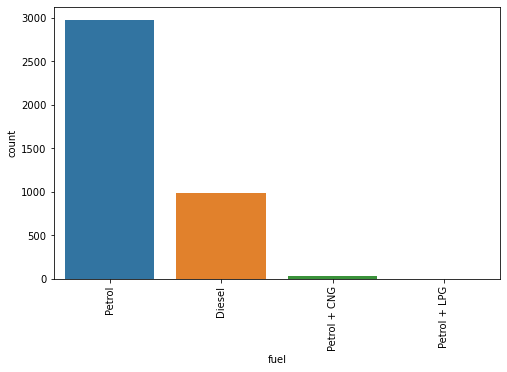 3000
2500
2000
1500
1000
500
0
count
Petrol
Diesel
Petrol + CNG
Petrol + LPG
fuel